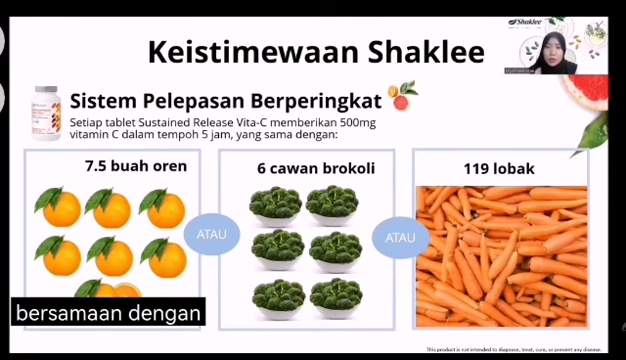 Shaklee
Keistimewaan Shaklee
Sistem Pelepasan Berperingkat
Setiap tablet Sustained Release Vita-C memberikan 500mg
vitamin C dalam tempoh 5 jam, yang sama dengan:
7.5 buah oren
6 cawan brokoli
119 lobak
ATAU
ATAU
bersamaan dengan
This product is not intended to diagnose, treat, cure, or prevent any disease.